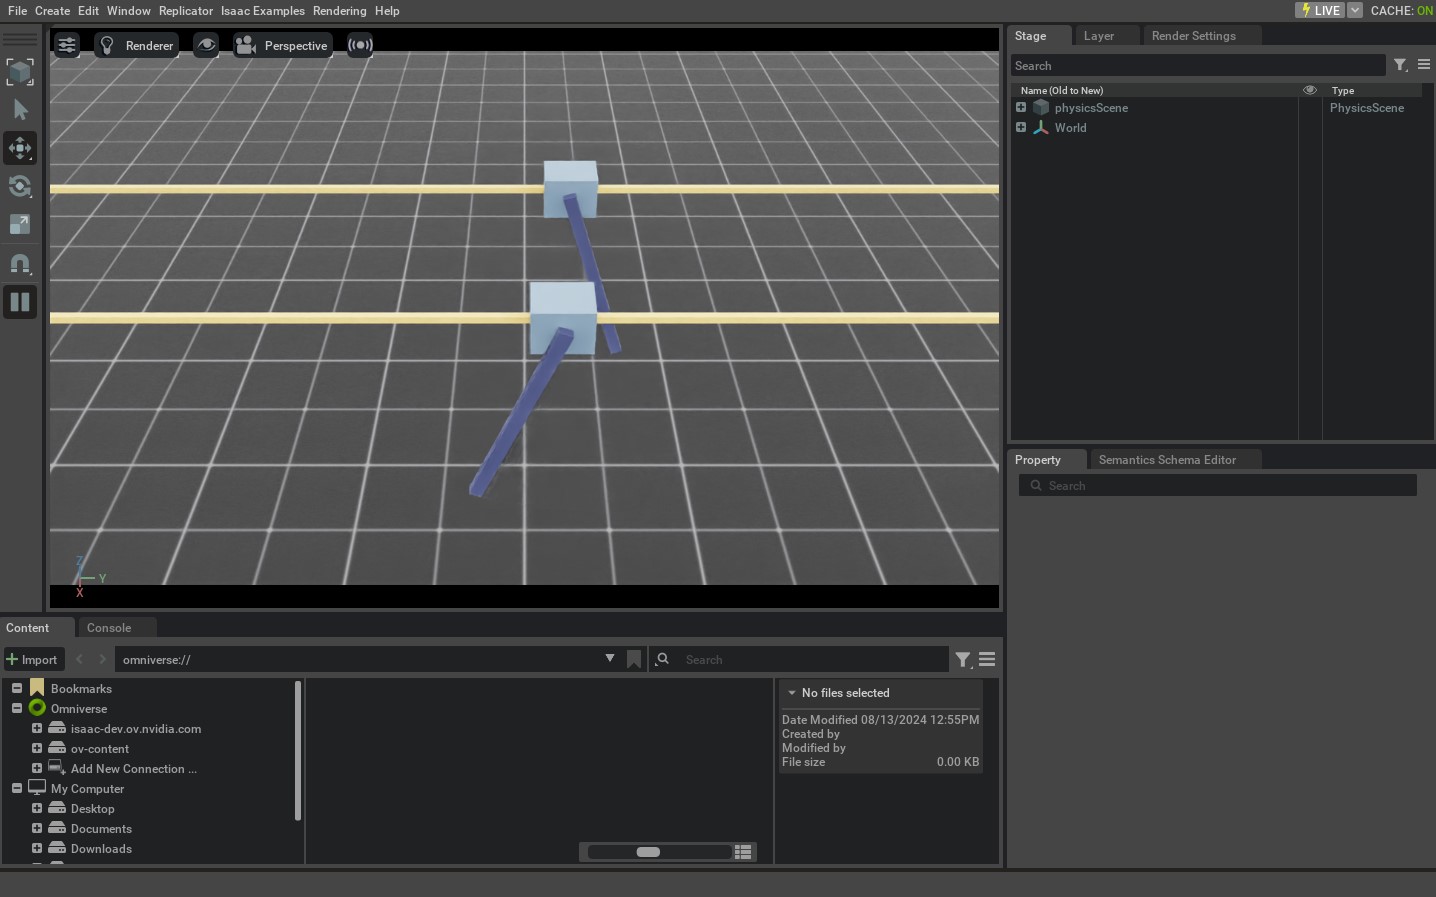 File Edit Create Window Replicator Isaac Examples Rendering Help
LIVE CACHE: ON
Renderer Perspective
Z
Y
X
Stage Layer Render Settings
Search
Name (Old to New) Type
physicsScene PhysicsScene
World
Property Semantics Schema Editor
Search
Content Console
Import omniverse:// Search
Bookmarks
Omniverse
isaac-dev.ov.nvidia.com
ov-content
Add New Connection ...
My Computer
Desktop
Documents
Downloads
No files selected
Date Modified 08/13/2024 12:55PM
Created by
Modified by
File size 0.00 KB